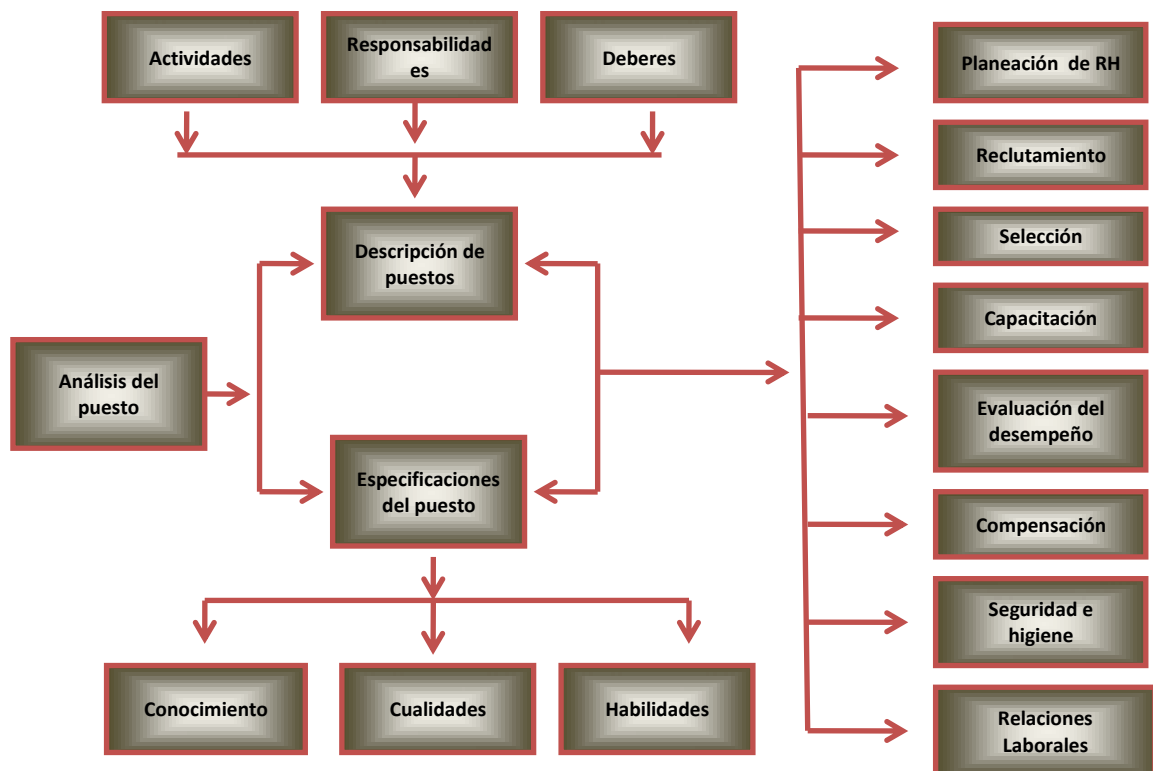 Actividades
Responsabilidad
es
Deberes
Descripción de
puestos
Análisis del
puesto
Especificaciones
del puesto
Conocimiento
Cualidades
Habilidades
Planeación de RH
Reclutamiento
Selección
Capacitación
Evaluación del
desempeño
Compensación
Seguridad e
higiene
Relaciones
Laborales